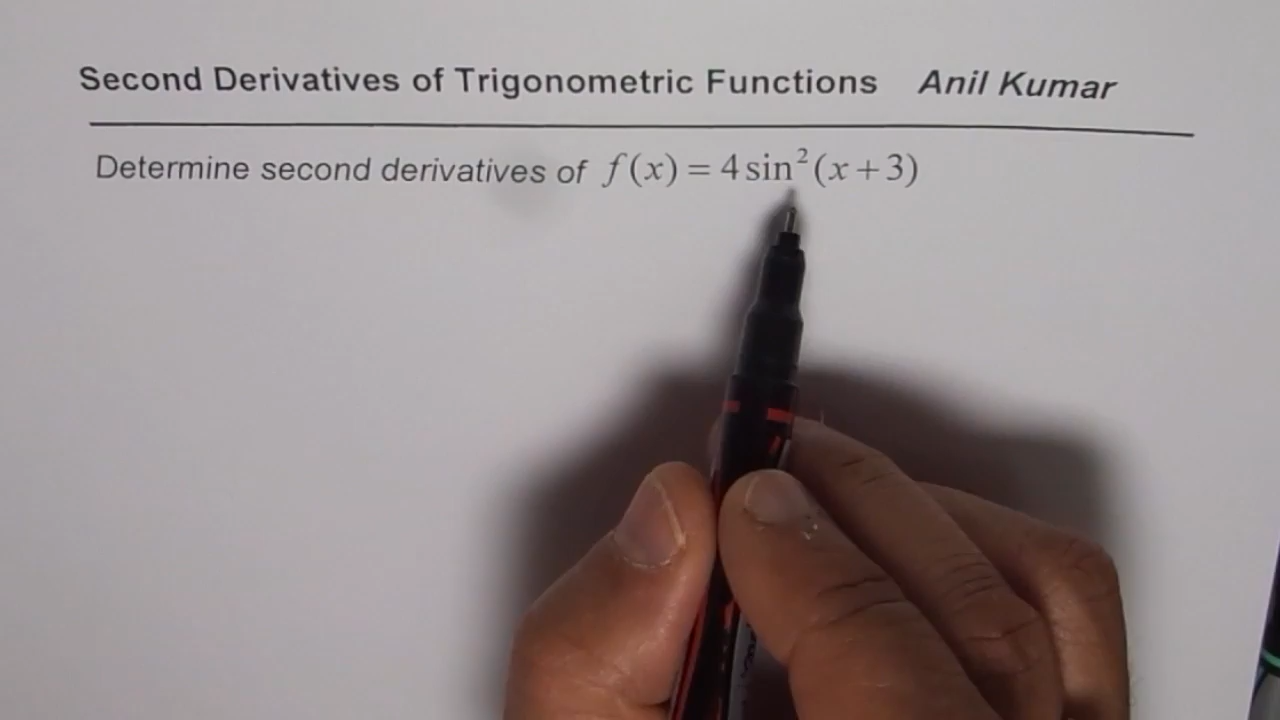 Second Derivatives of Trigonometric Functions Anil Kumar
Determine second derivatives of f(x) = 4 sin²(x + 3)